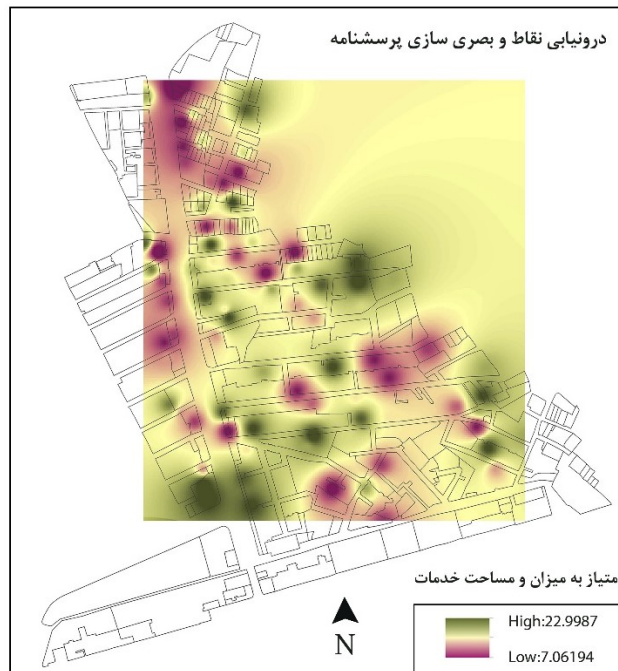 درونیابی نقاط و بصری سازی پرسشنامه
متیاز به میزان و مساحت خدمات
High:22.9987
Low:7.06194
N